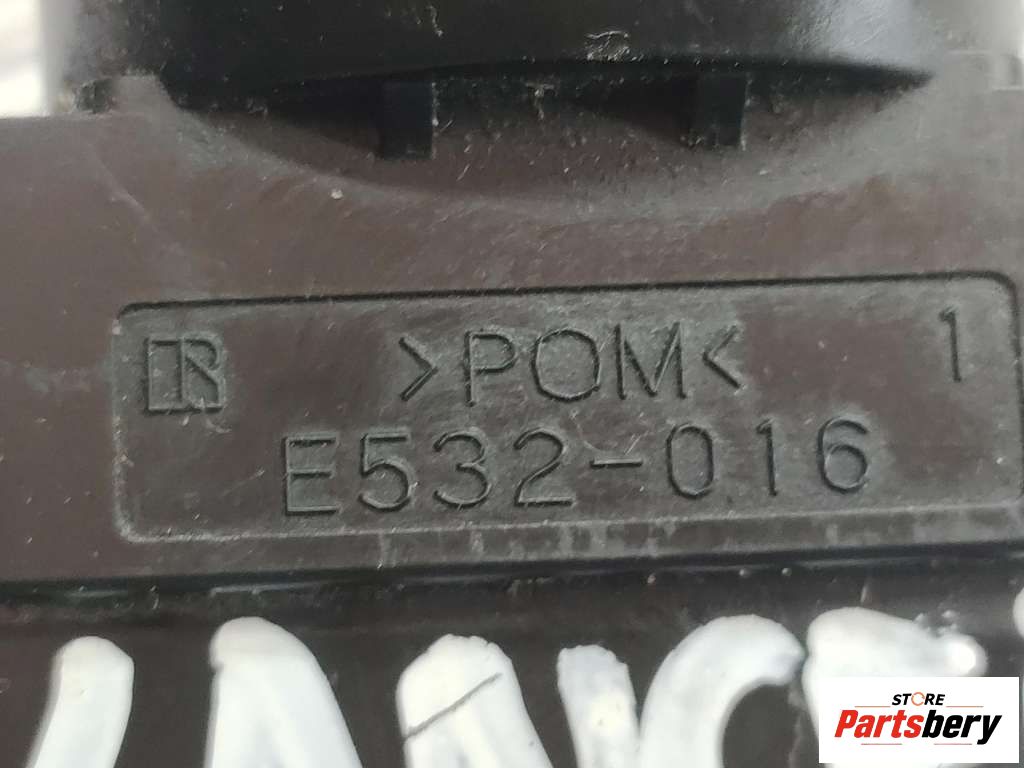 >POM< 1
E532-016
STORE
Partsbery